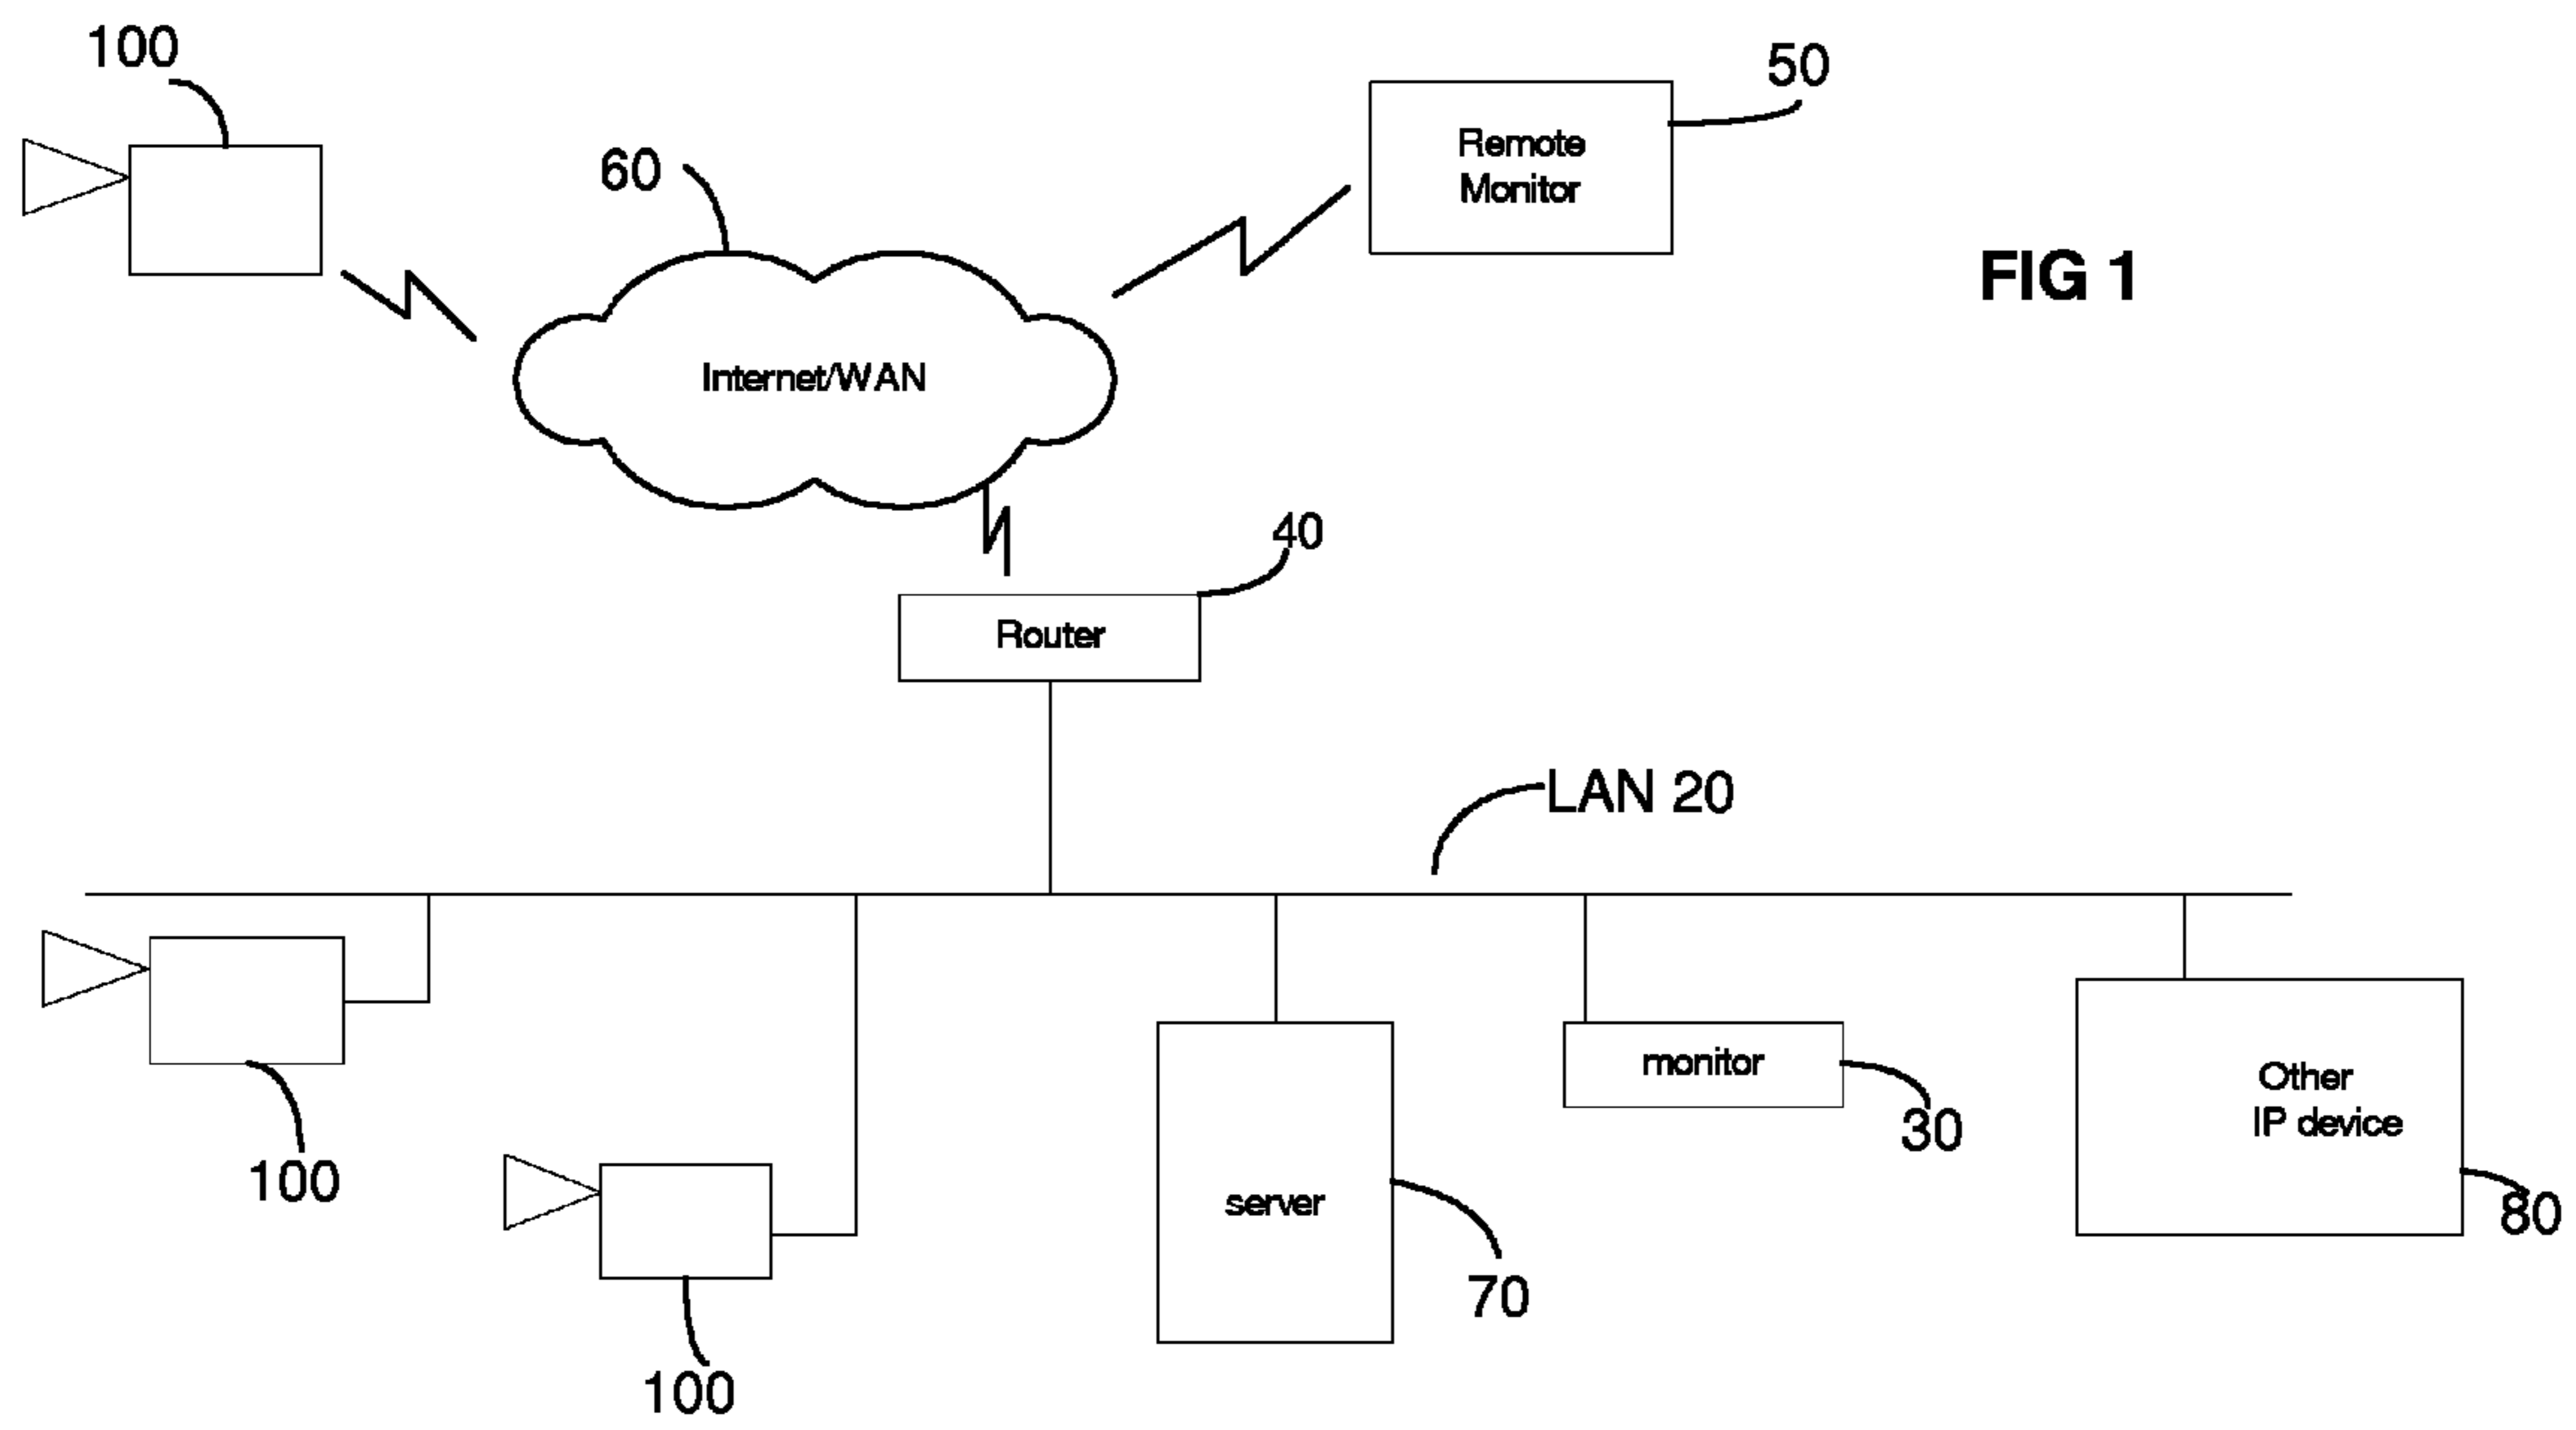 100
50
Remote
Monitor
60
FIG 1
Internet/WAN
40
Router
LAN 20
monitor
Other
IP device
30
100
server
80
70
100